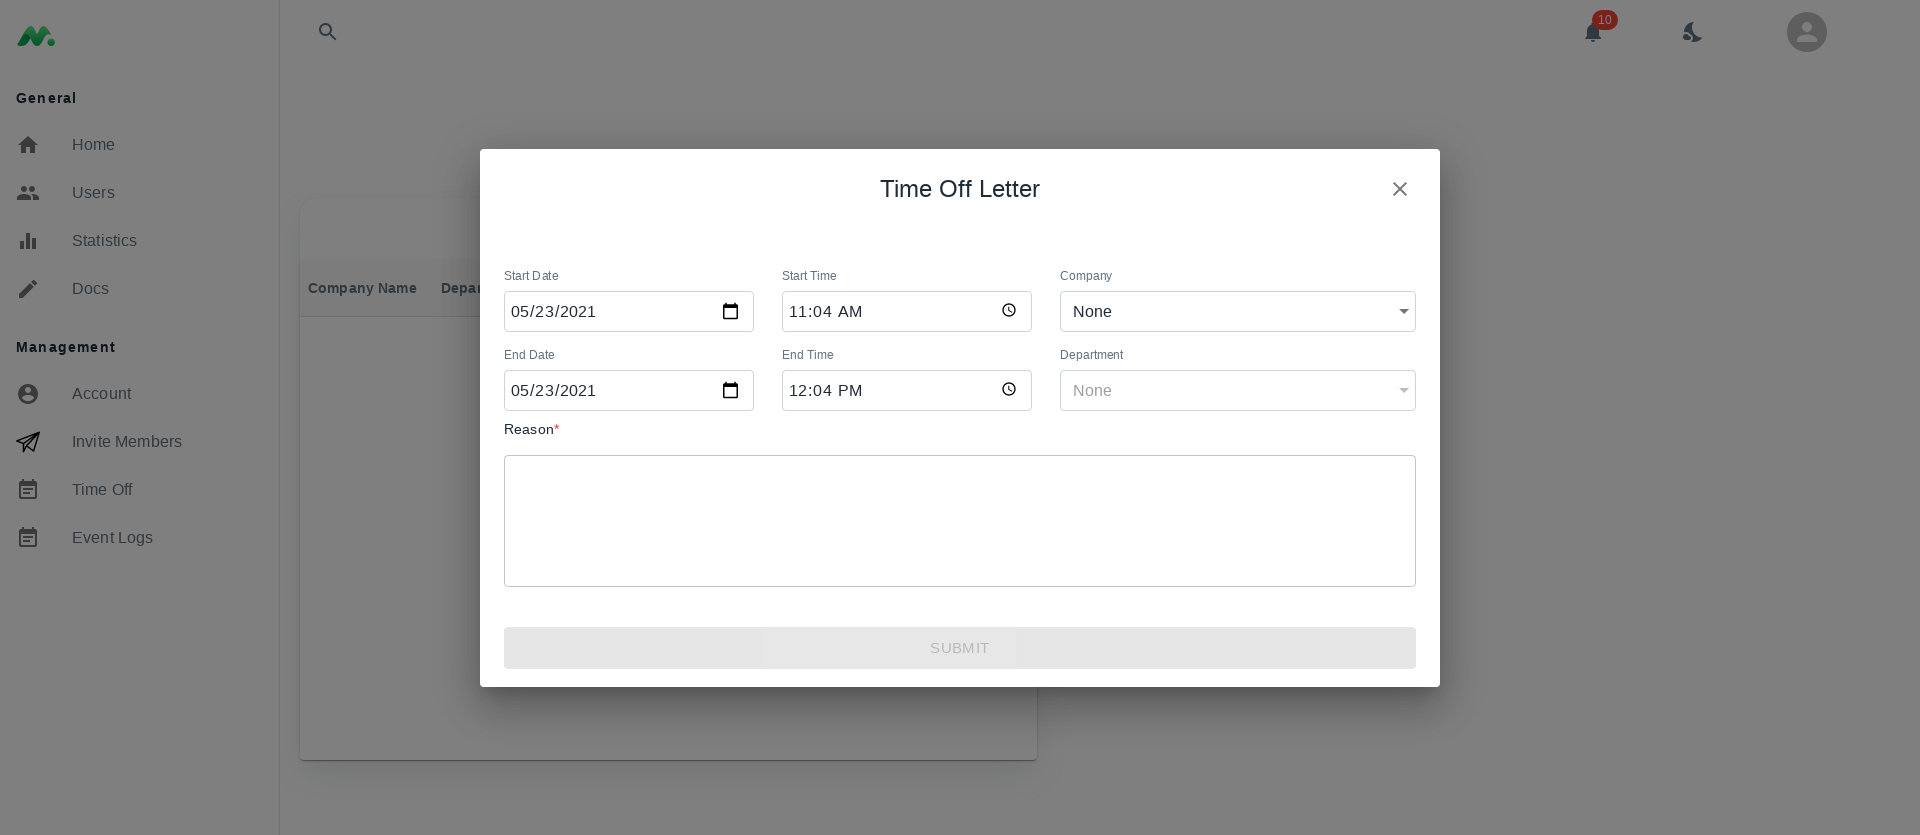 10
General
Home
Users
Statistics
Docs
Management
Account
Invite Members
Time Off
Event Logs
Company Name Depar
Time Off Letter
Start Date Start Time Company
05/23/2021 11:04 AM None
End Date End Time Department
05/23/2021 12:04 PM None
Reason*
SUBMIT